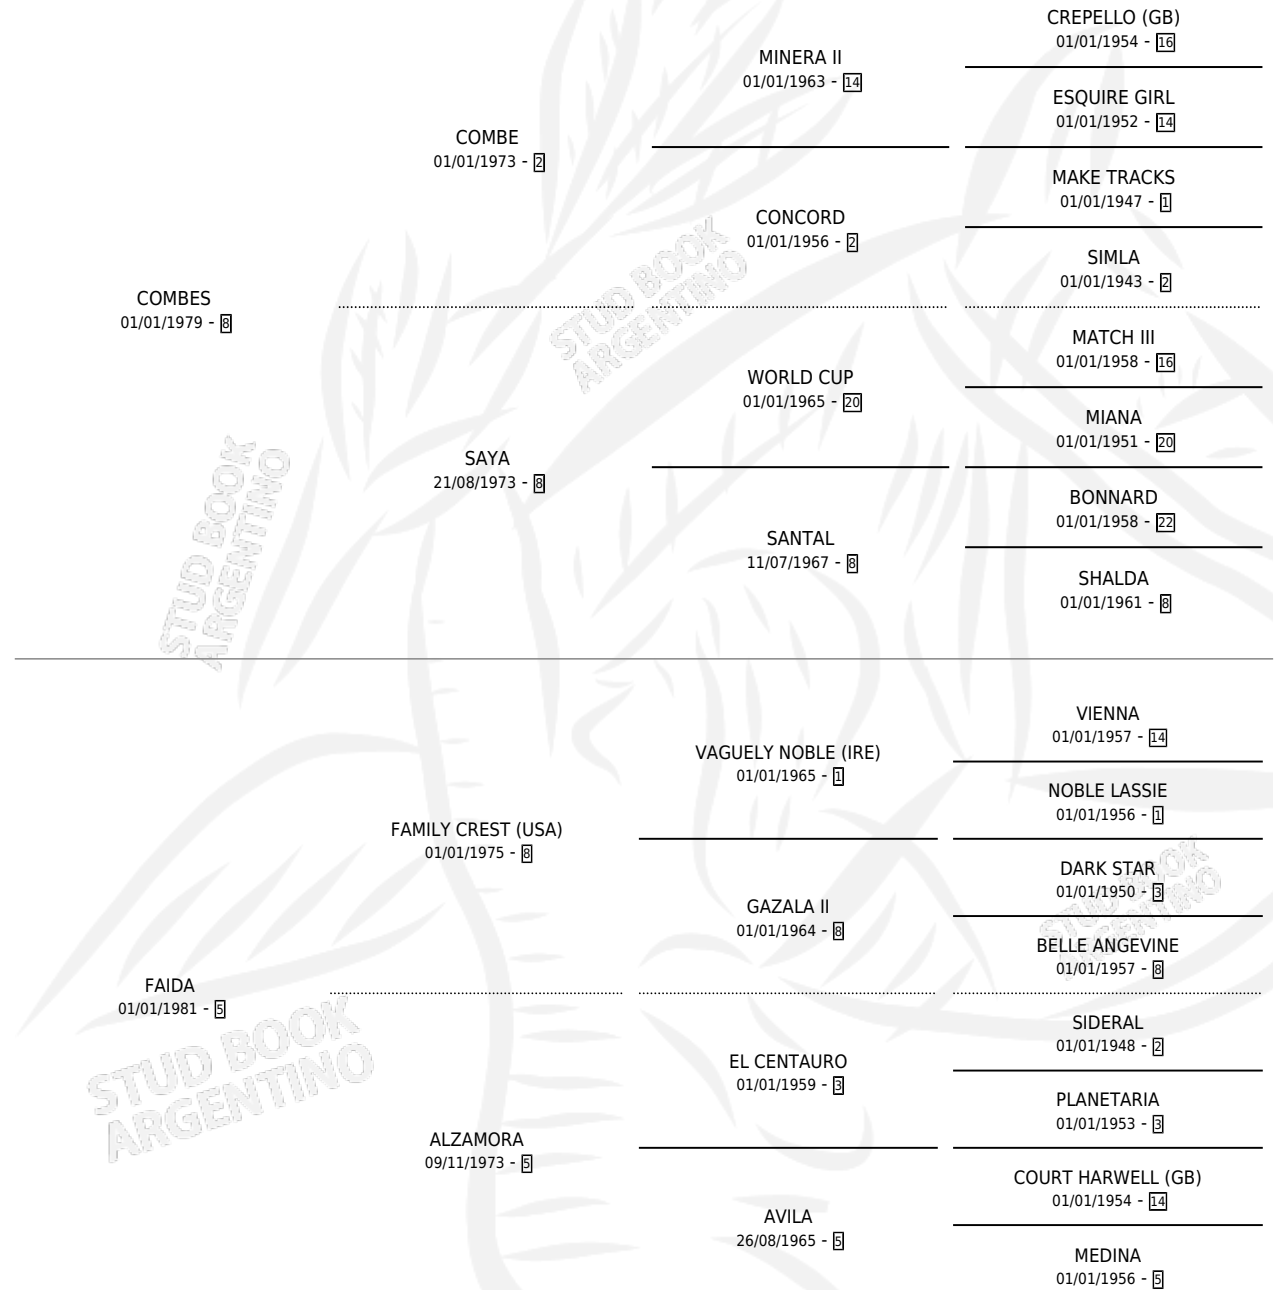 CREPELLO (GB)
01/01/1954 - 16
MINERA II
01/01/1963 - 14
ESQUIRE GIRL
01/01/1952 - 14
COMBE
01/01/1973 - 2
MAKE TRACKS
01/01/1947 - 1
CONCORD
01/01/1956 - 2
SIMLA
01/01/1943 - 2
COMBES
01/01/1979 - 8
MATCH III
01/01/1958 - 16
WORLD CUP
01/01/1965 - 20
MIANA
01/01/1951 - 20
SAYA
21/08/1973 - 8
BONNARD
01/01/1958 - 22
SANTAL
11/07/1967 - 8
SHALDA
01/01/1961 - 8
VIENNA
01/01/1957 - 14
VAGUELY NOBLE (IRE)
01/01/1965 - 1
NOBLE LASSIE
01/01/1956 - 1
FAMILY CREST (USA)
01/01/1975 - 8
DARK STAR
01/01/1950 - 3
GAZALA II
01/01/1964 - 8
BELLE ANGEVINE
01/01/1957 - 8
FAIDA
01/01/1981 - 5
SIDERAL
01/01/1948 - 2
EL CENTAURO
01/01/1959 - 3
PLANETARIA
01/01/1953 - 3
ALZAMORA
09/11/1973 - 5
COURT HARWELL (GB)
01/01/1954 - 14
AVILA
26/08/1965 - 5
MEDINA
01/01/1956 - 5
STUD BOOK
ARGENTINO
STUD BOOK
ARGENTINO
STUD BOOK
ARGENTINO
STUD BOOK
ARGENTINO